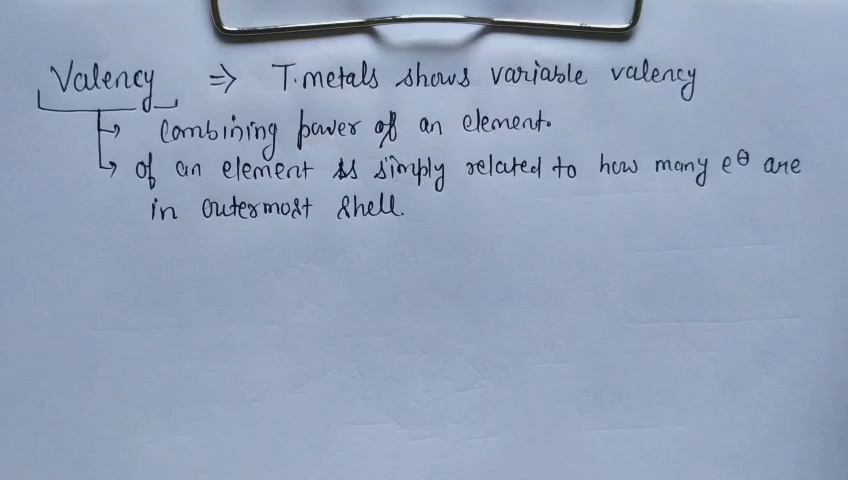 Valency ⇒ T.metals shows variable valency
↳ Combining power of an element.
↳ of an element is simply related to how many e⊖ are
in outermost shell.